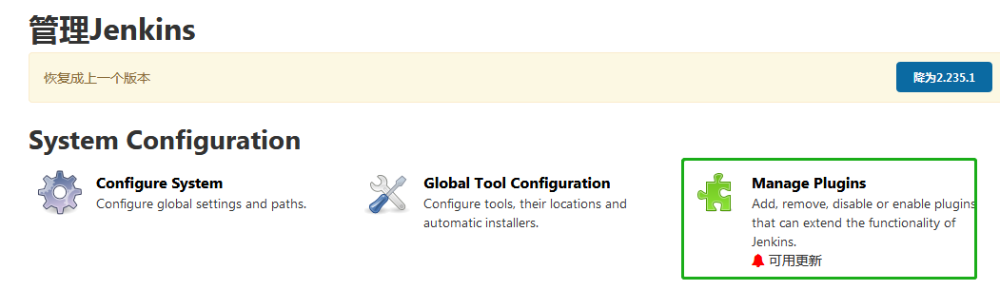 管理Jenkins
恢复成上一个版本
降为2.235.1
System Configuration
Configure System
Configure global settings and paths.
Global Tool Configuration
Configure tools, their locations and
automatic installers.
Manage Plugins
Add, remove, disable or enable plugins
that can extend the functionality of
Jenkins.
可用更新